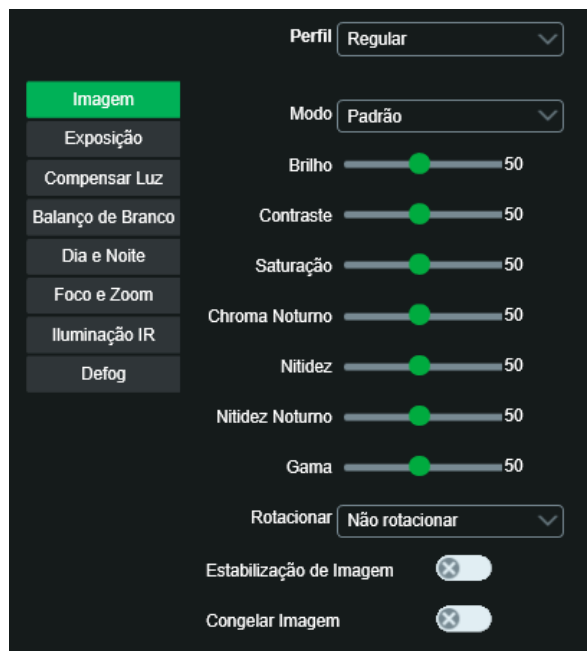 Perfil Regular
Imagem
Exposição
Compensar Luz
Balanço de Branco
Dia e Noite
Foco e Zoom
Iluminação IR
Defog
Modo Padrão
Brilho 50
Contraste 50
Saturação 50
Chroma Noturno 50
Nitidez 50
Nitidez Noturno 50
Gama 50
Rotacionar Não rotacionar
Estabilização de Imagem
Congelar Imagem